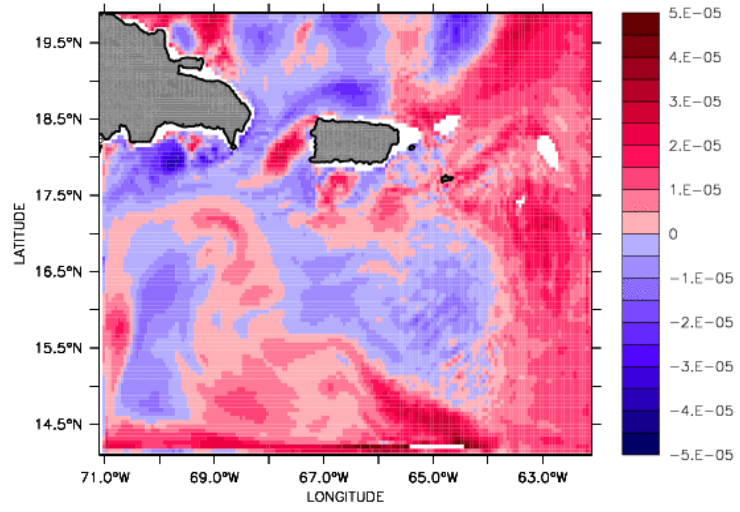 19.5°N
18.5°N
17.5°N
16.5°N
15.5°N
14.5°N
LATITUDE
71.0°W 69.0°W 67.0°W 65.0°W 63.0°W
LONGITUDE
5.E-05
4.E-05
3.E-05
2.E-05
1.E-05
0
-1.E-05
-2.E-05
-3.E-05
-4.E-05
-5.E-05